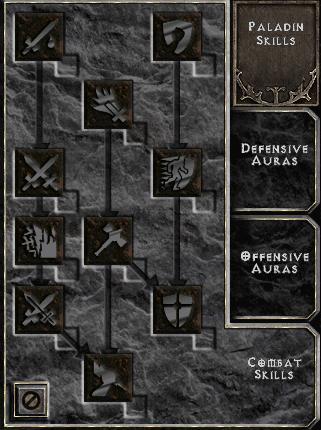 Paladin
Skills
Defensive
Auras
Offensive
Auras
Combat
Skills